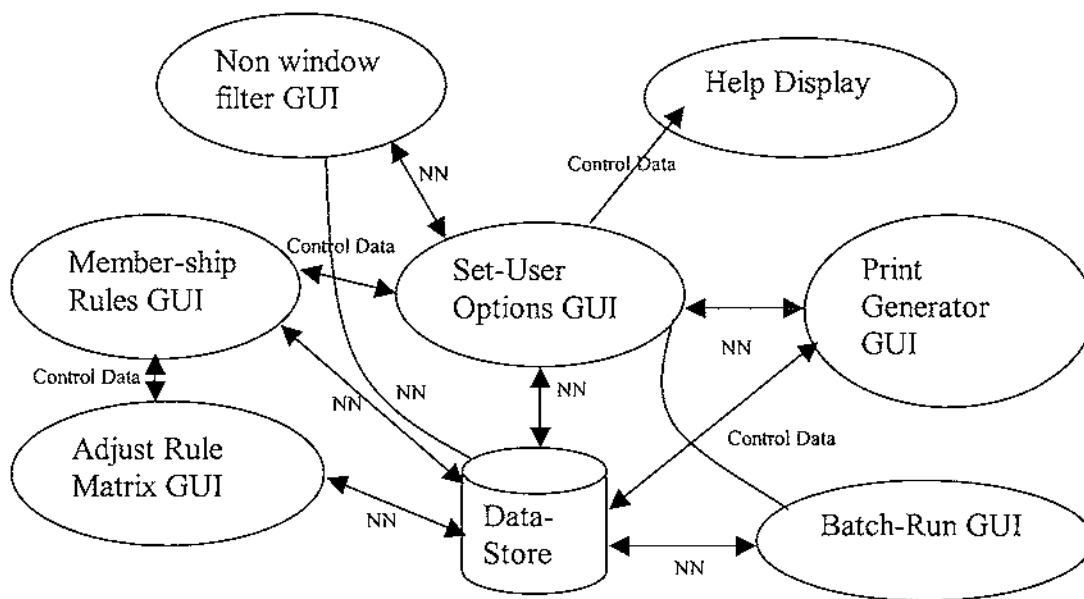 Non window
filter GUI
Help Display
NN
Control Data
Member-ship
Rules GUI
Control Data
Set-User
Options GUI
Print
Generator
GUI
NN
Control Data
NN
NN
NN
Control Data
Adjust Rule
Matrix GUI
NN
Data-
Store
Batch-Run GUI
NN